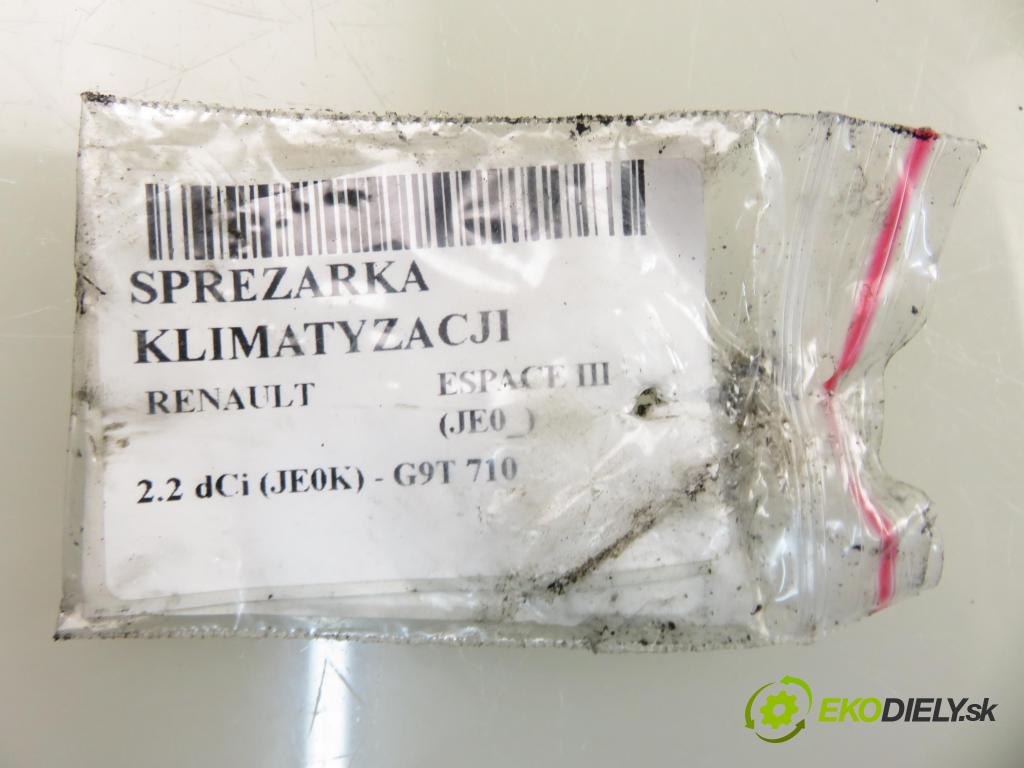 SPREZARKA
KLIMATYZACJI
RENAULT ESPACE III
(JE0_)
2.2 dCi (JE0K) - G9T 710
EKODIELY.sk